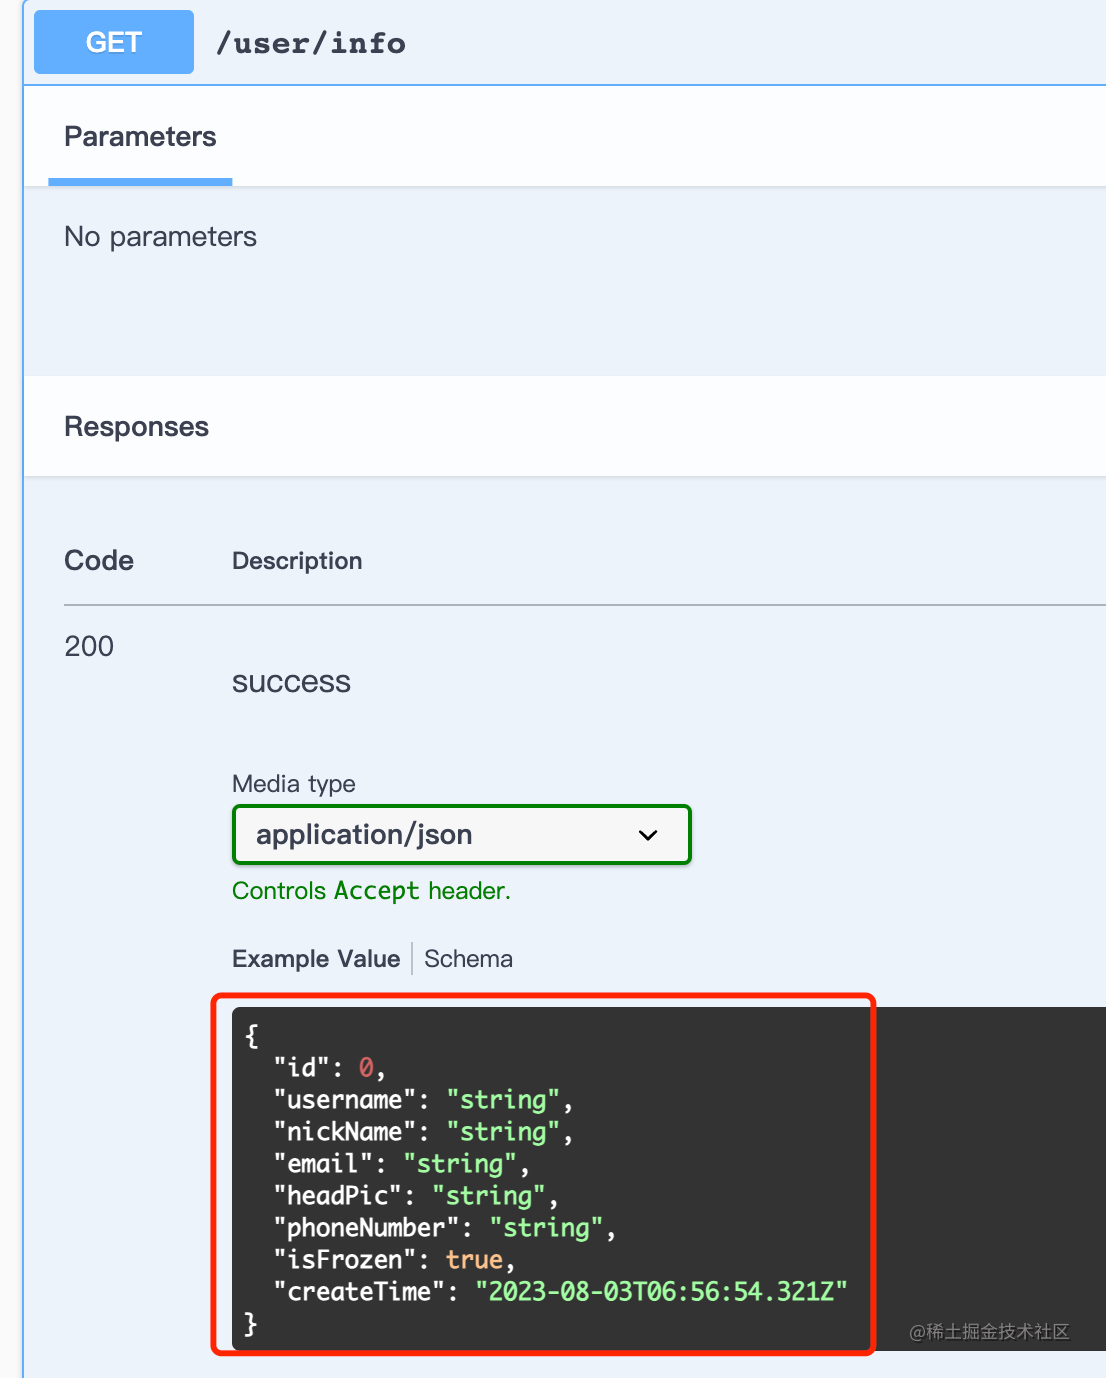 GET /user/info
Parameters
No parameters
Responses
Code Description
200
success
Media type
application/json
Controls Accept header.
Example Value Schema
{
"id": 0,
"username": "string",
"nickName": "string",
"email": "string",
"headPic": "string",
"phoneNumber": "string",
"isFrozen": true,
"createTime": "2023-08-03T06:56:54.321Z"
}
@稀土掘金技术社区